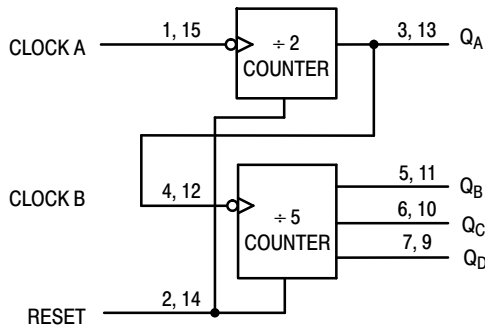 CLOCK A
1, 15
÷ 2
COUNTER
3, 13
QA
CLOCK B
4, 12
÷ 5
COUNTER
5, 11
QB
6, 10
QC
7, 9
QD
RESET
2, 14